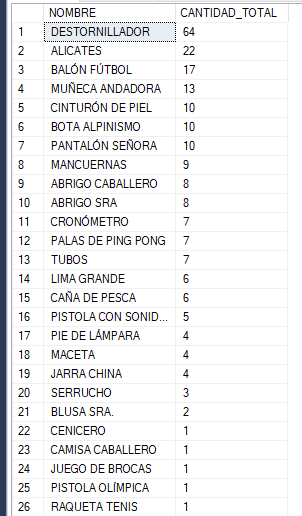 NOMBRE CANTIDAD_TOTAL
1 DESTORNILLADOR 64
2 ALICATES 22
3 BALÓN FÚTBOL 17
4 MUÑECA ANDADORA 13
5 CINTURÓN DE PIEL 10
6 BOTA ALPINISMO 10
7 PANTALÓN SEÑORA 10
8 MANCUERNAS 9
9 ABRIGO CABALLERO 8
10 ABRIGO SRA 8
11 CRONÓMETRO 7
12 PALAS DE PING PONG 7
13 TUBOS 7
14 LIMA GRANDE 6
15 CAÑA DE PESCA 6
16 PISTOLA CON SONID... 5
17 PIE DE LÁMPARA 4
18 MACETA 4
19 JARRA CHINA 4
20 SERRUCHO 3
21 BLUSA SRA. 2
22 CENICERO 1
23 CAMISA CABALLERO 1
24 JUEGO DE BROCAS 1
25 PISTOLA OLÍMPICA 1
26 RAQUETA TENIS 1